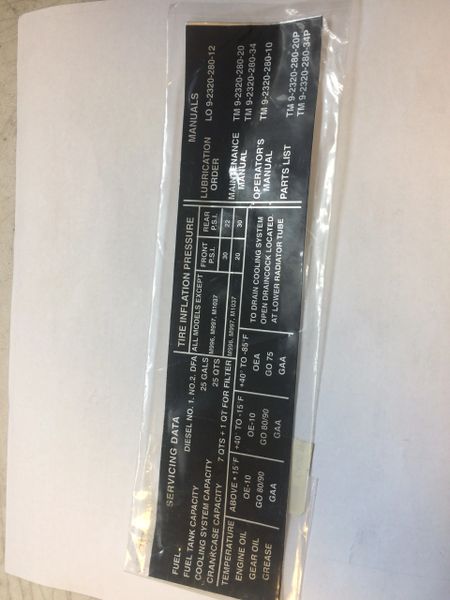 SERVICING DATA
FUEL DIESEL NO. 1. NO. 2. DFA
FUEL TANK CAPACITY 25 GALS
COOLING SYSTEM CAPACITY 25 QTS
CRANKCASE CAPACITY 7 QTS + 1 QT FOR FILTER
TEMPERATURE ABOVE + 15°F +40° TO -15°F +40° TO -85°F
ENGINE OIL OE-10 OE-10 OEA
GEAR OIL GO 80/90 GO 80/90 GO 75
GREASE GAA GAA GAA
TIRE INFLATION PRESSURE
ALL MODELS EXCEPT FRONT P.S.I. REAR P.S.I.
M996, M997, M1037 30 22
M996, M997, M1037 20 30
TO DRAIN COOLING SYSTEM
OPEN DRAINCOCK LOCATED
AT LOWER RADIATOR TUBE
MANUALS
LUBRICATION LO 9-2320-280-12
ORDER
MAINTENANCE TM 9-2320-280-20
MANUAL TM 9-2320-280-34
OPERATOR'S TM 9-2320-280-10
MANUAL
PARTS LIST TM 9-2320-280-20P
TM 9-2320-280-34P